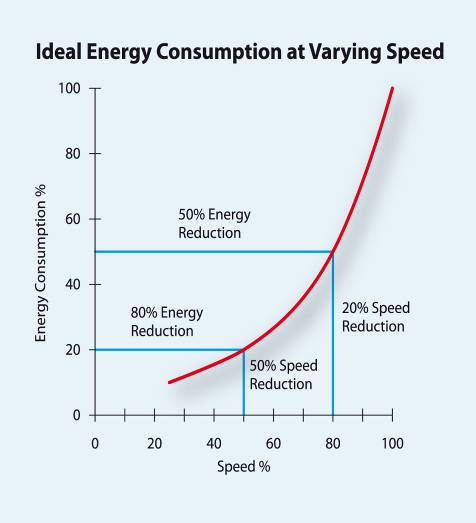 Ideal Energy Consumption at Varying Speed
100
80
60
40
20
0
Energy Consumption %
50% Energy
Reduction
80% Energy
Reduction
20% Speed
Reduction
50% Speed
Reduction
0 20 40 60 80 100
Speed %